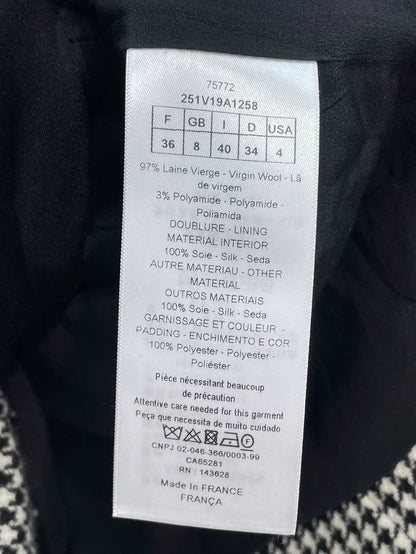 75772
251V19A1258
F GB I D USA
36 8 40 34 4
97% Laine Vierge - Virgin Wool - Lã
de virgem
3% Polyamide - Polyamide -
Poliamida
DOUBLURE - LINING
MATERIAL INTERIOR
100% Soie - Silk - Seda
AUTRE MATERIAU - OTHER
MATERIAL
OUTROS MATERIAIS
100% Soie - Silk - Seda
GARNISSAGE ET COULEUR -
PADDING - ENCHIMENTO E COR
100% Polyester - Polyester -
Poliéster
Pièce nécessitant beaucoup
de précaution
Attentive care needed for this garment
Peça que necessita de muito cuidado
F
CNPJ 02-046-366/0003-99
CA65281
RN : 143628
Made In FRANCE
FRANÇA